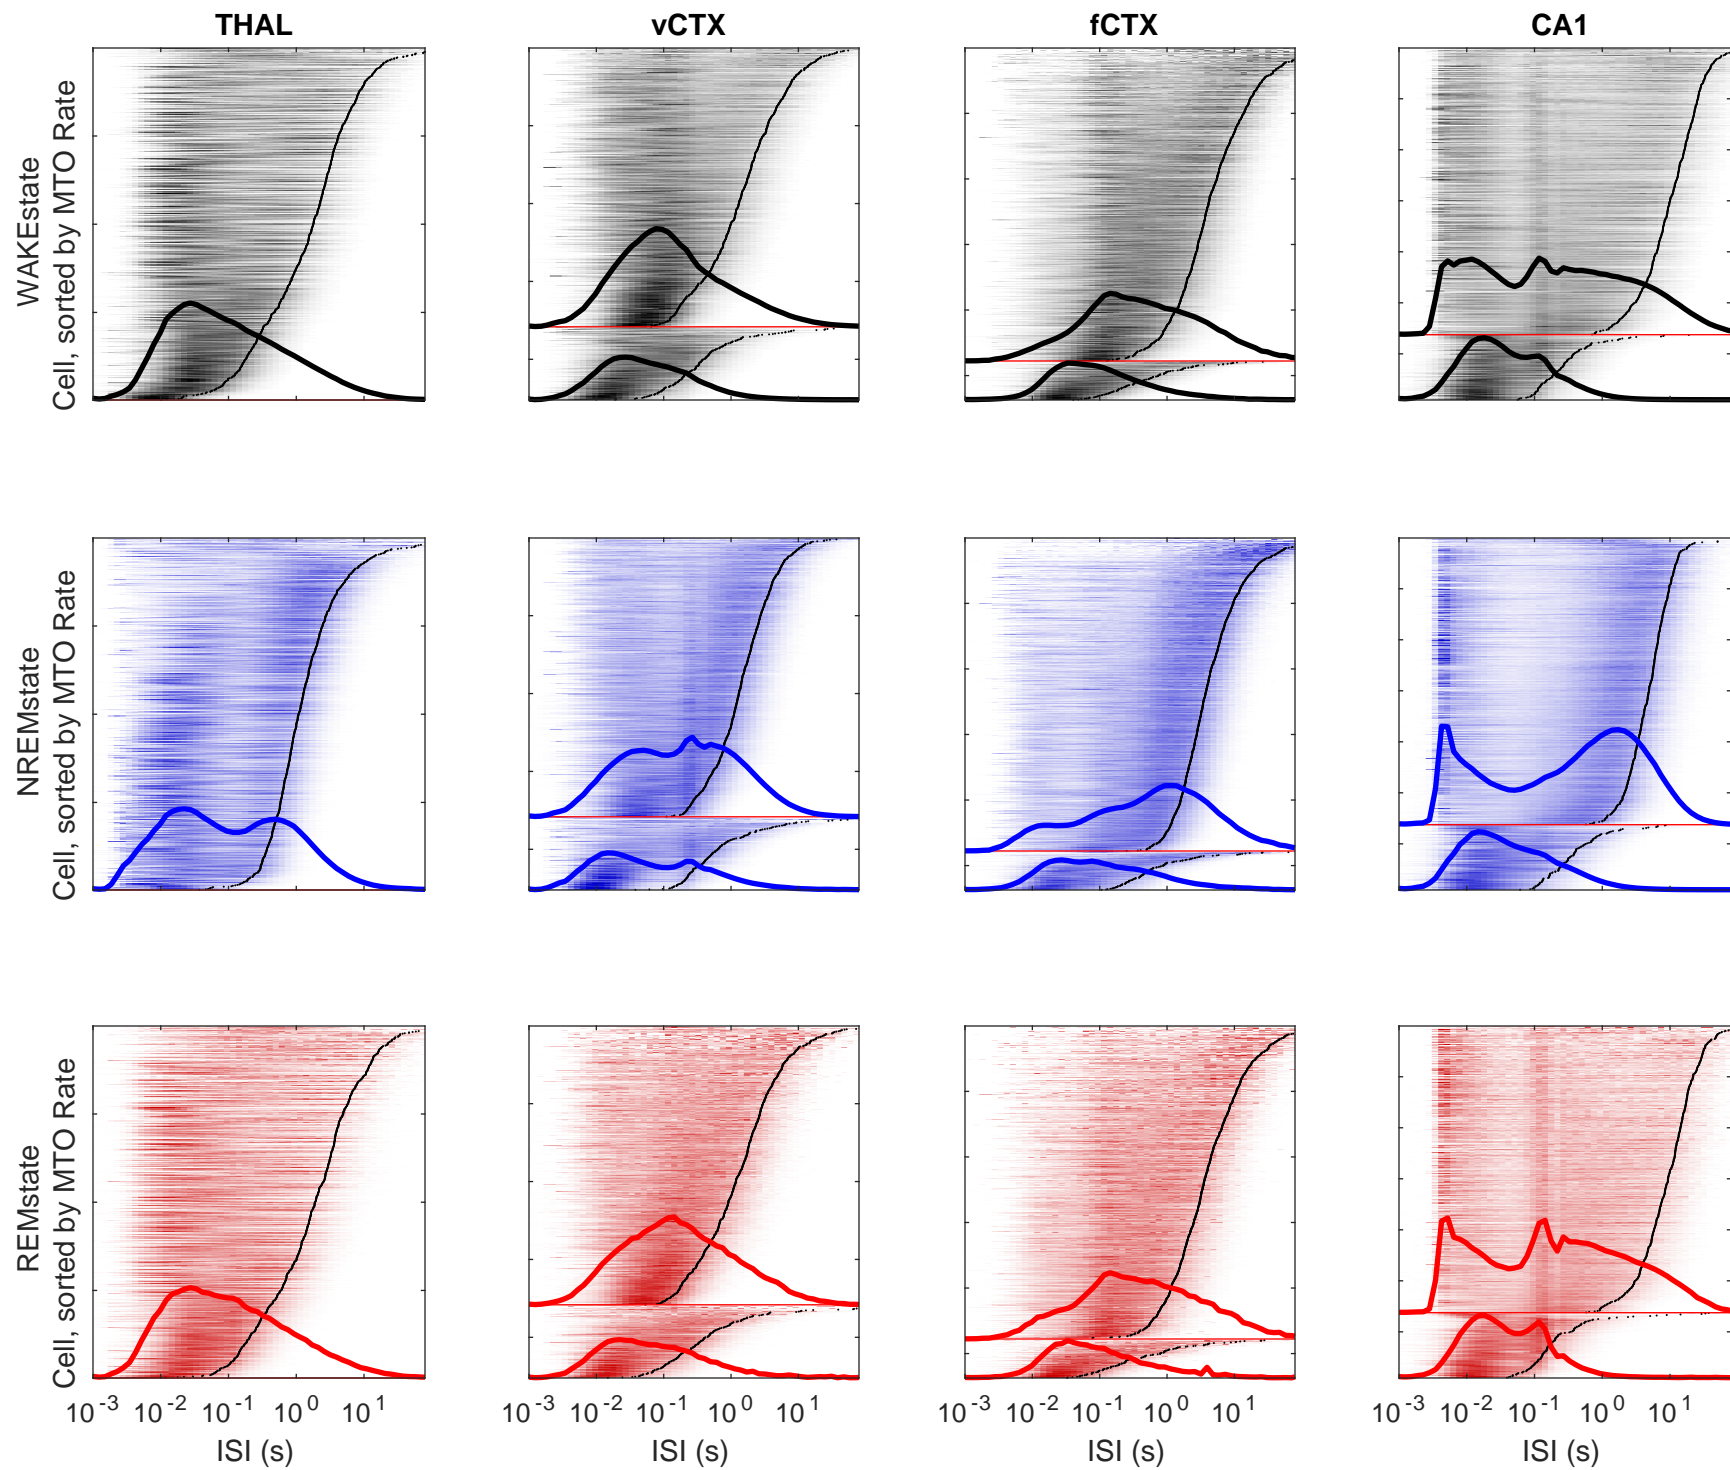 THAL vCTX fCTX CA1
WAKEstate
Cell, sorted by MTO Rate
NREMstate
Cell, sorted by MTO Rate
REMstate
Cell, sorted by MTO Rate
10^-3 10^-2 10^-1 10^0 10^1 10^-3 10^-2 10^-1 10^0 10^1 10^-3 10^-2 10^-1 10^0 10^1 10^-3 10^-2 10^-1 10^0 10^1
ISI (s) ISI (s) ISI (s) ISI (s)